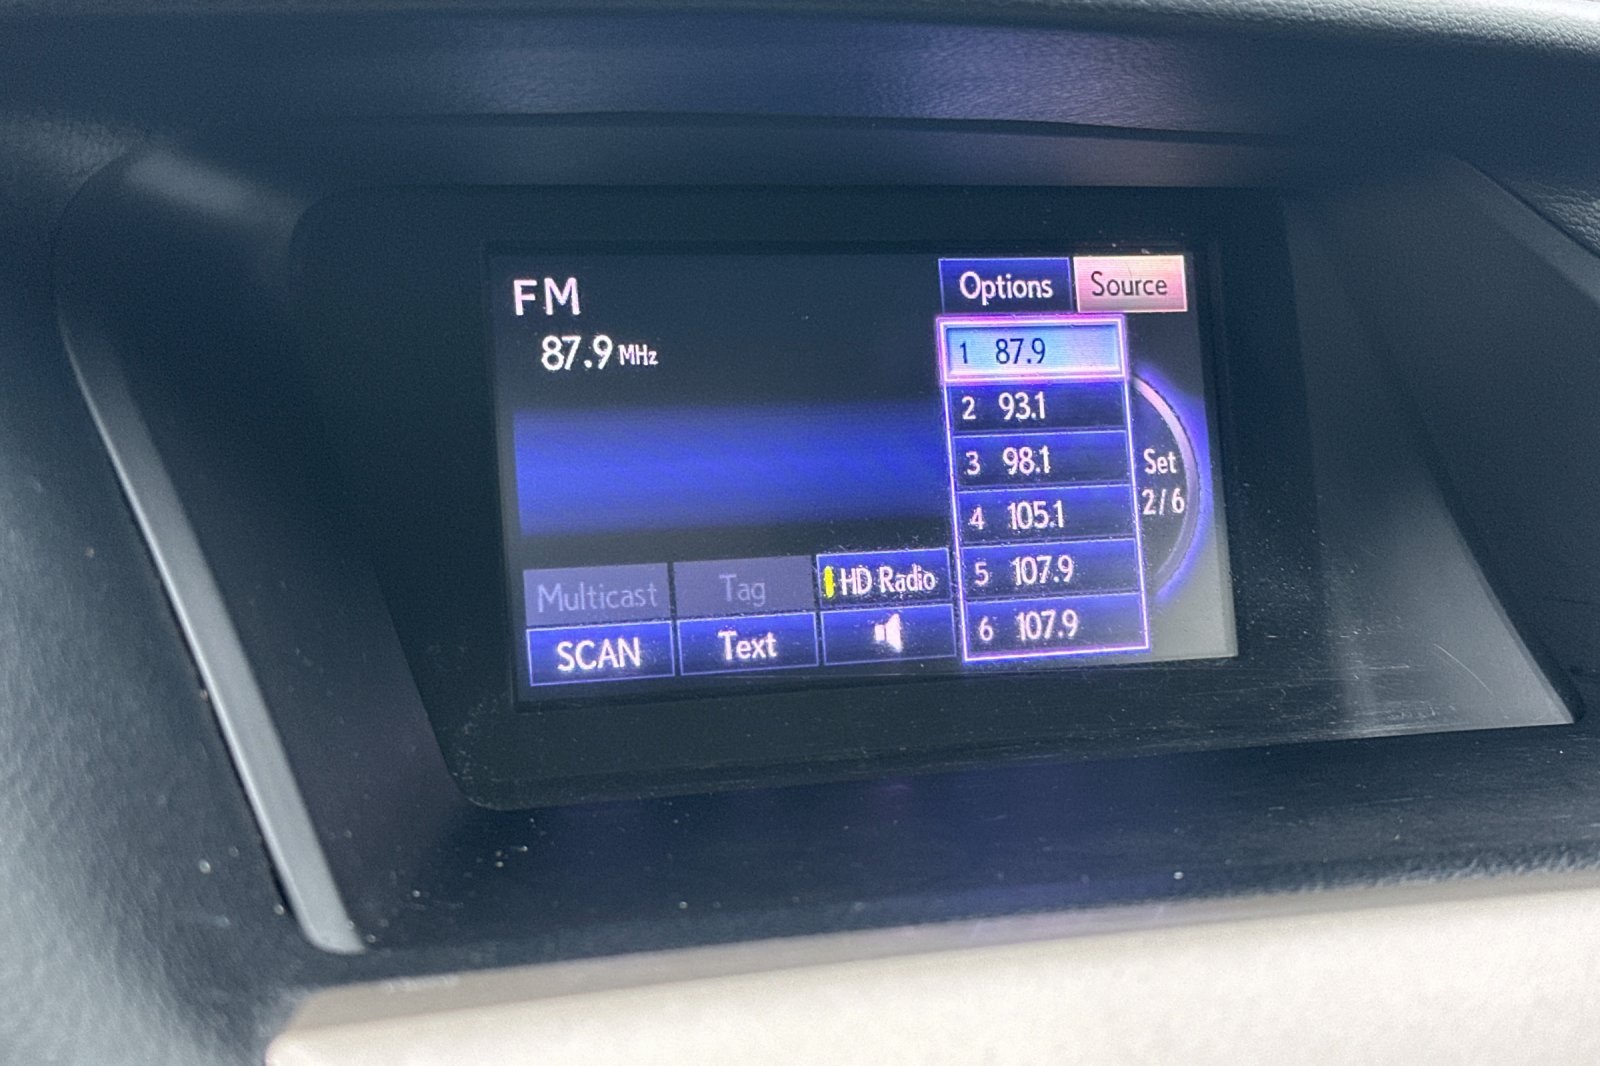 FM
87.9 MHz
Options
Source
1 87.9
2 93.1
3 98.1
4 105.1
5 107.9
6 107.9
Set
2/6
Multicast
Tag
HD Radio
SCAN
Text